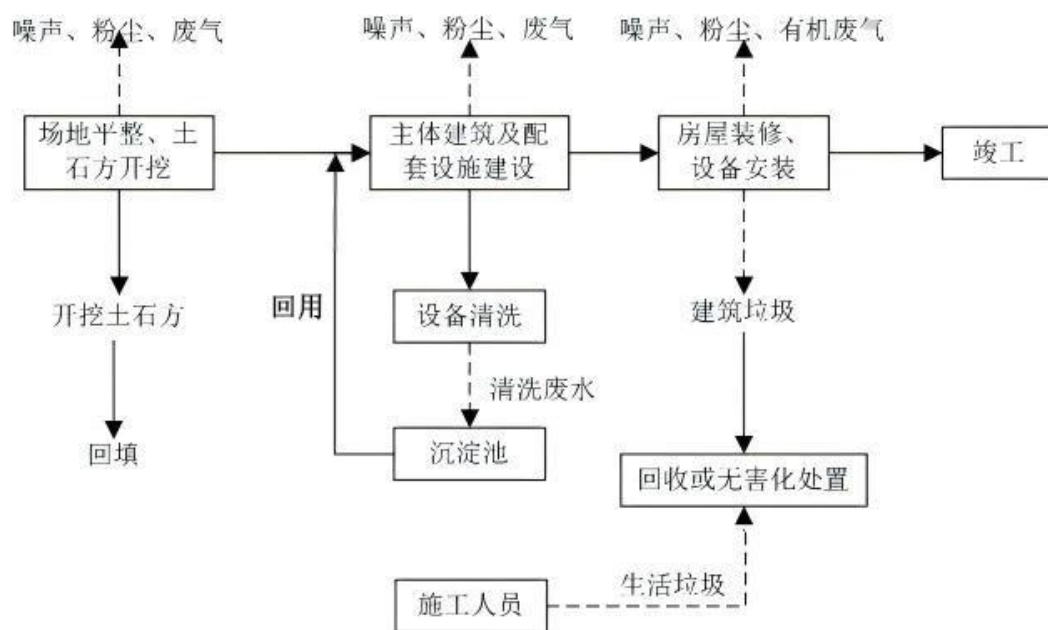 噪声、粉尘、废气
噪声、粉尘、废气
噪声、粉尘、有机废气
场地平整、土
石方开挖
主体建筑及配
套设施建设
房屋装修、
设备安装
竣工
开挖土石方
回用
设备清洗
建筑垃圾
清洗废水
回填
沉淀池
回收或无害化处置
生活垃圾
施工人员